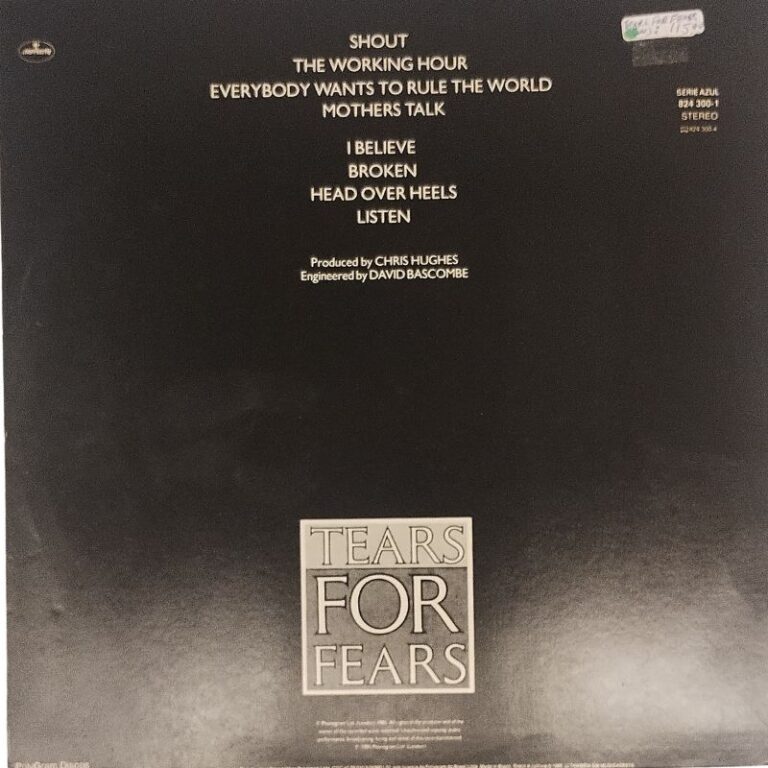 SHOUT
THE WORKING HOUR
EVERYBODY WANTS TO RULE THE WORLD
MOTHERS TALK
I BELIEVE
BROKEN
HEAD OVER HEELS
LISTEN
Produced by CHRIS HUGHES
Engineered by DAVID BASCOMBE
SERIE AZUL
824 300-1
STEREO
TEARS
FOR
FEARS